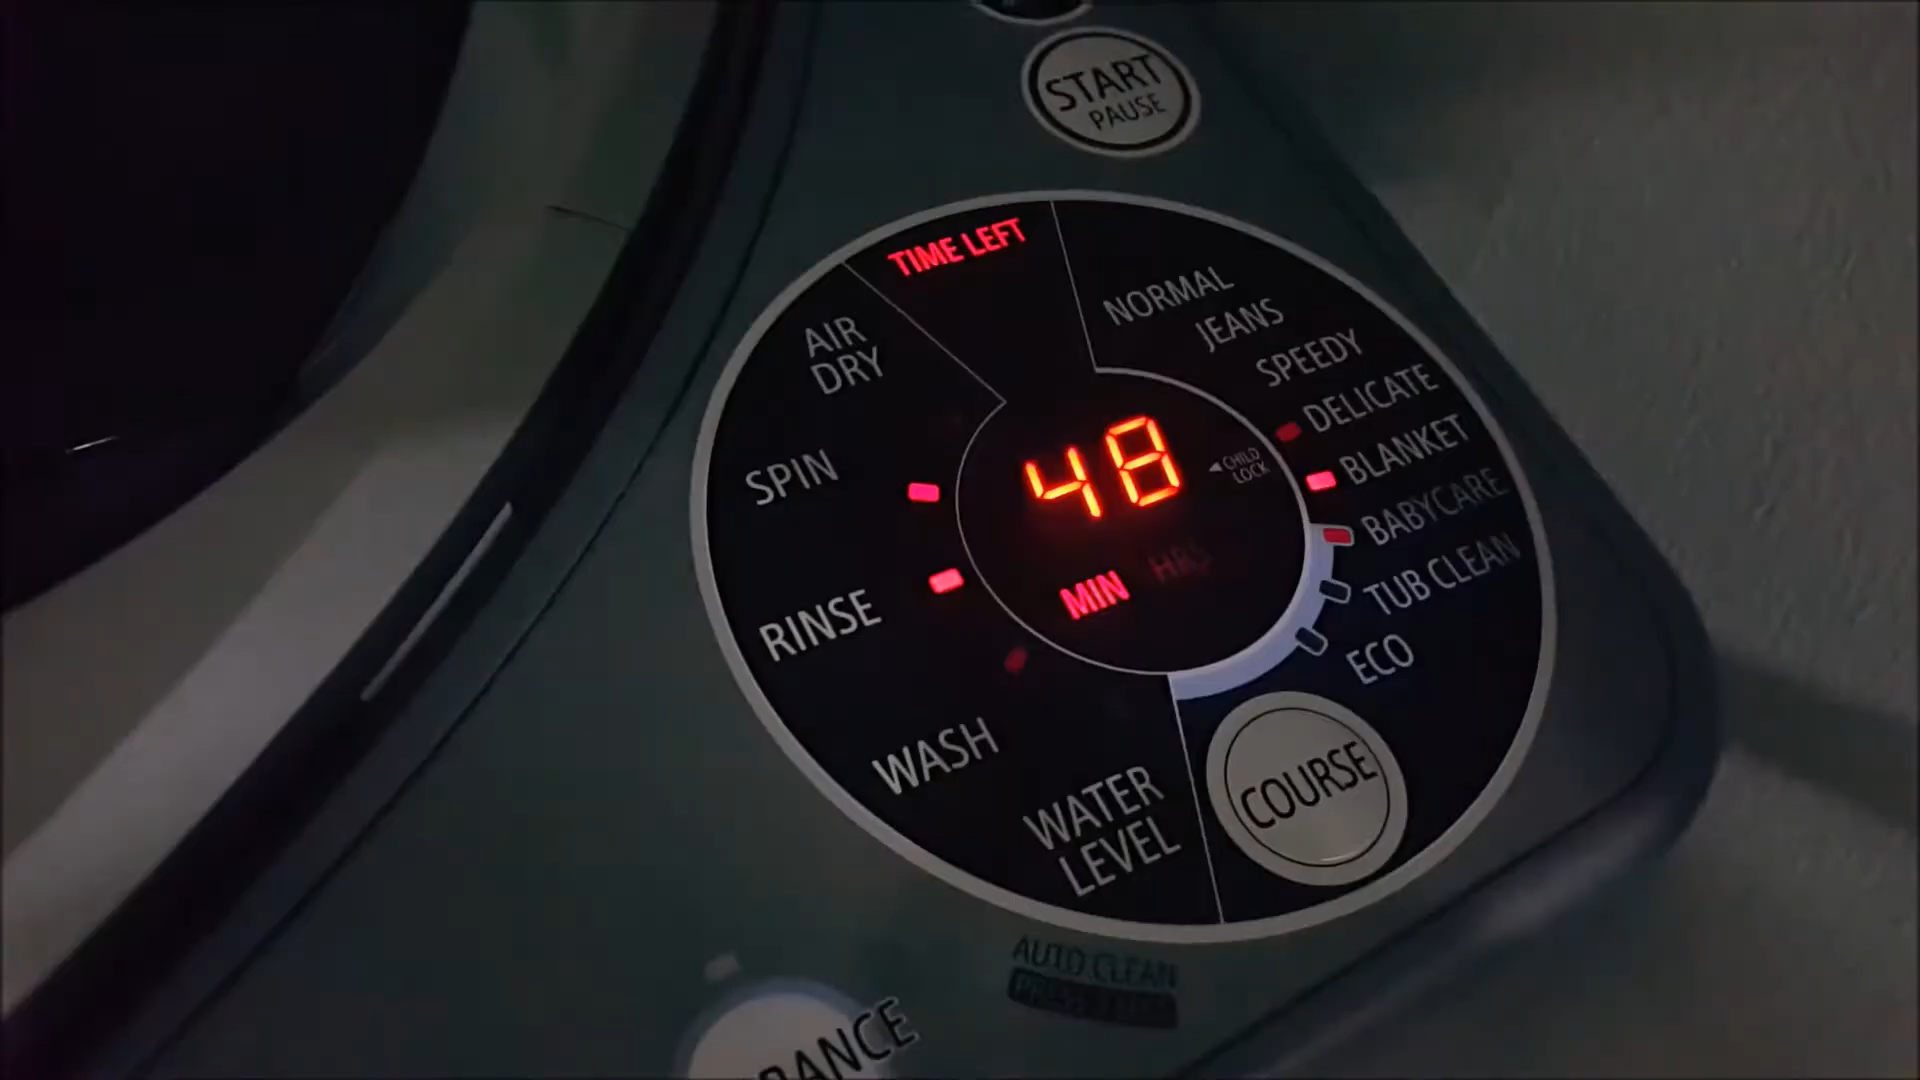 START
PAUSE
TIME LEFT
AIR
DRY
SPIN
RINSE
WASH
WATER
LEVEL
48
MIN HRS
CHILD
LOCK
NORMAL
JEANS
SPEEDY
DELICATE
BLANKET
BABYCARE
TUB CLEAN
ECO
COURSE
AUTO CLEAN